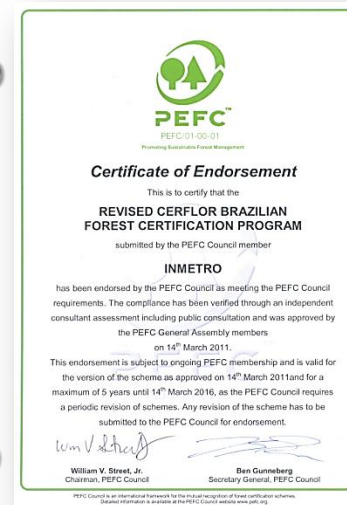 PEFC™
PEFC/01-00-01
Promoting Sustainable Forest Management
Certificate of Endorsement
This is to certify that the
REVISED CERFLOR BRAZILIAN
FOREST CERTIFICATION PROGRAM
submitted by the PEFC Council member
INMETRO
has been endorsed by the PEFC Council as meeting the PEFC Council
requirements. The compliance has been verified through an independent
consultant assessment including public consultation and was approved by
the PEFC General Assembly members
on 14th March 2011.
This endorsement is subject to ongoing PEFC membership and is valid for
the version of the scheme as approved on 14th March 2011and for a
maximum of 5 years until 14th March 2016, as the PEFC Council requires
a periodic revision of schemes. Any revision of the scheme has to be
submitted to the PEFC Council for endorsement.
William V. Street, Jr.
Chairman, PEFC Council
Ben Gunneberg
Secretary General, PEFC Council
PEFC Council is an international framework for the mutual recognition of forest certification schemes.
Detailed information is available at the PEFC Council website www.pefc.org.